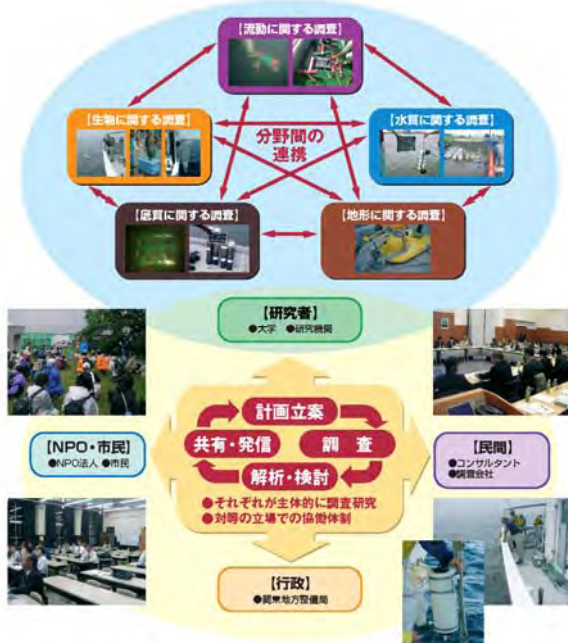 【流動に関する調査】
【生物に関する調査】
【水質に関する調査】
分野間の
連携
【底質に関する調査】
【地形に関する調査】
【研究者】
●大学 ●研究機関
計画立案
共有・発信
調 査
解析・検討
【NPO・市民】
●NPO法人 ●市民
【民間】
●コンサルタント
●調査会社
●それぞれが主体的に調査研究
●対等の立場での協働体制
【行政】
●関東地方整備局